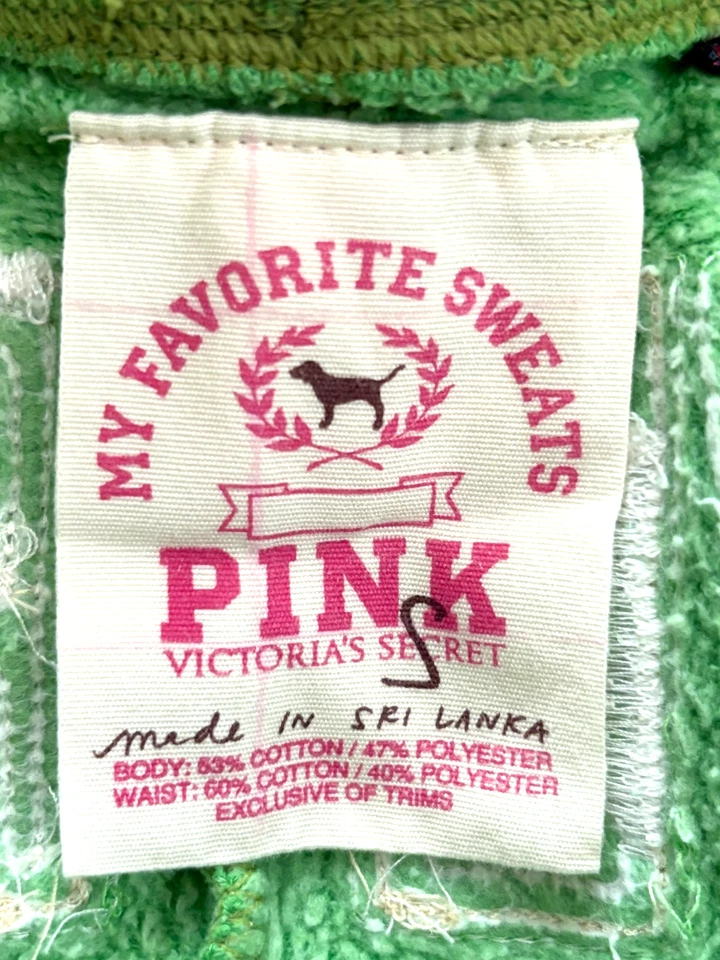 MY FAVORITE SWEATS
PINK
VICTORIA'S SECRET
S
made IN SRI LANKA
BODY: 53% COTTON / 47% POLYESTER
WAIST: 60% COTTON / 40% POLYESTER
EXCLUSIVE OF TRIMS